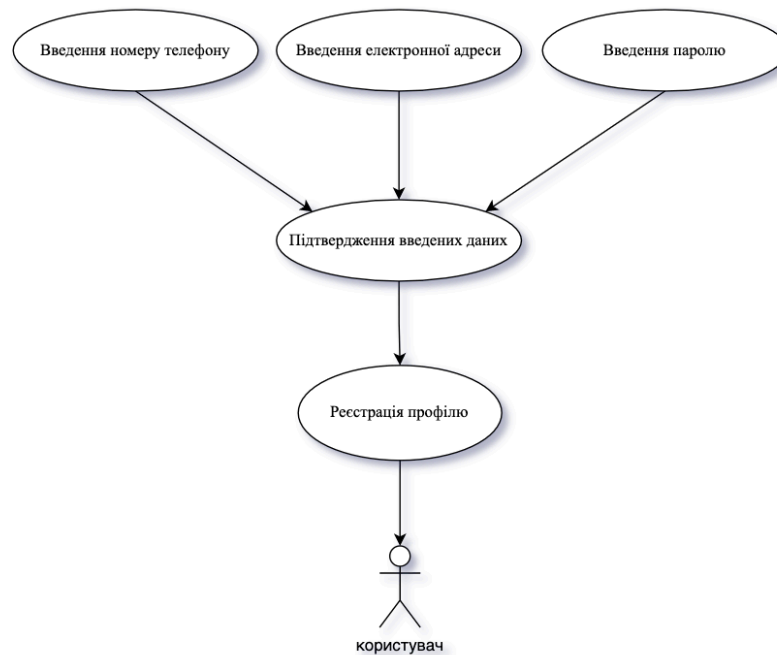 Введення номеру телефону
Введення електронної адреси
Введення паролю
Підтвердження введених даних
Реєстрація профілю
користувач